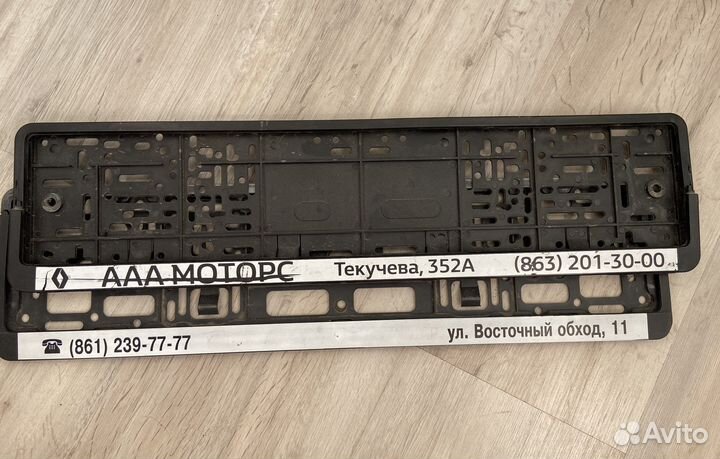 ААА МОТОРС Текучева, 352А (863) 201-30-00
☎ (861) 239-77-77 ул. Восточный обход, 11
Avito